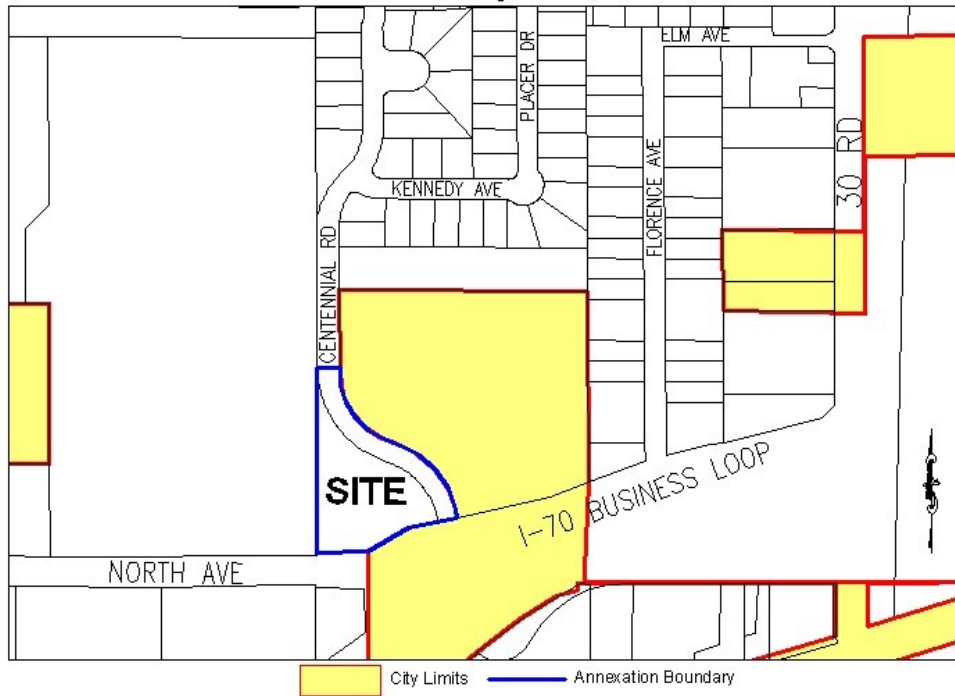 ELM AVE
PLACER DR
30 RD
FLORENCE AVE
KENNEDY AVE
CENTENNIAL RD
SITE
I-70 BUSINESS LOOP
NORTH AVE
City Limits
Annexation Boundary